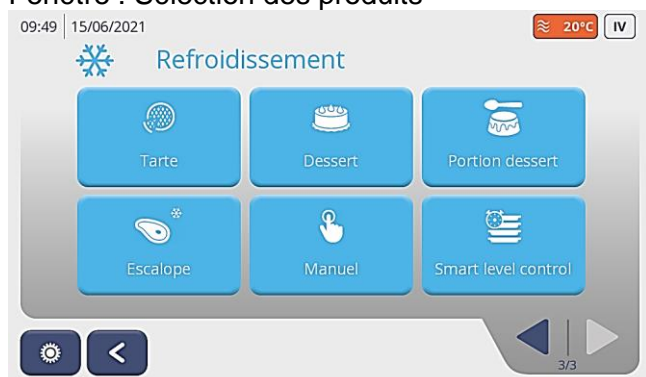 Fenêtre : Sélection des produits
09:49 15/06/2021 20°C IV
Refroidissement
Tarte Dessert Portion dessert
Escalope Manuel Smart level control
3/3